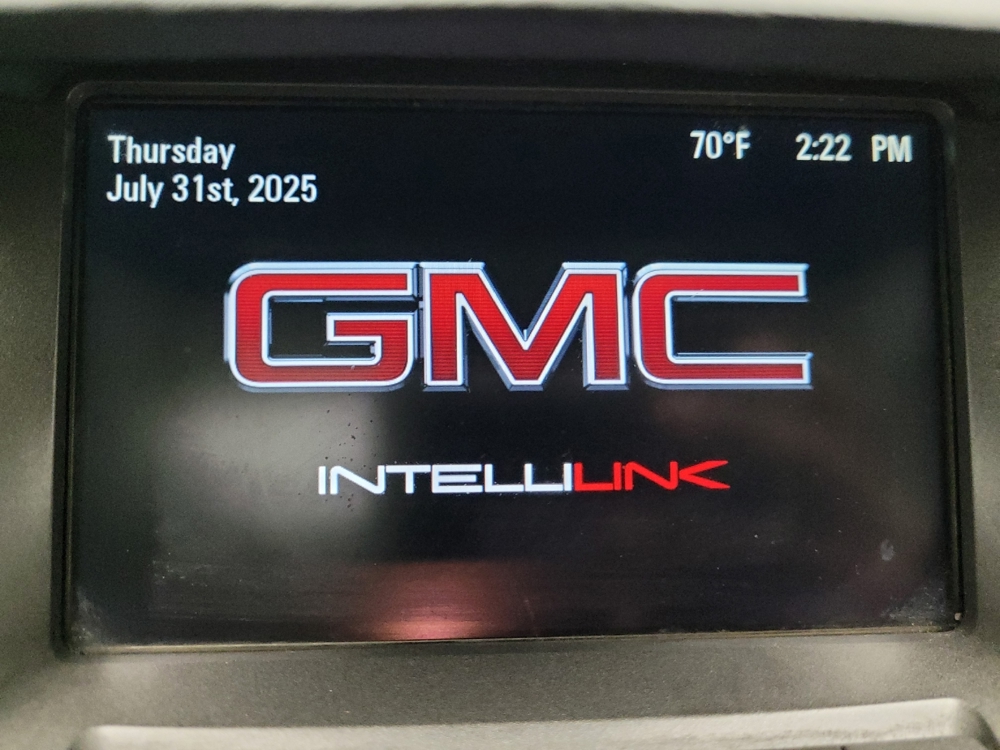 Thursday
70°F 2:22 PM
July 31st, 2025
GMC
INTELLILINK